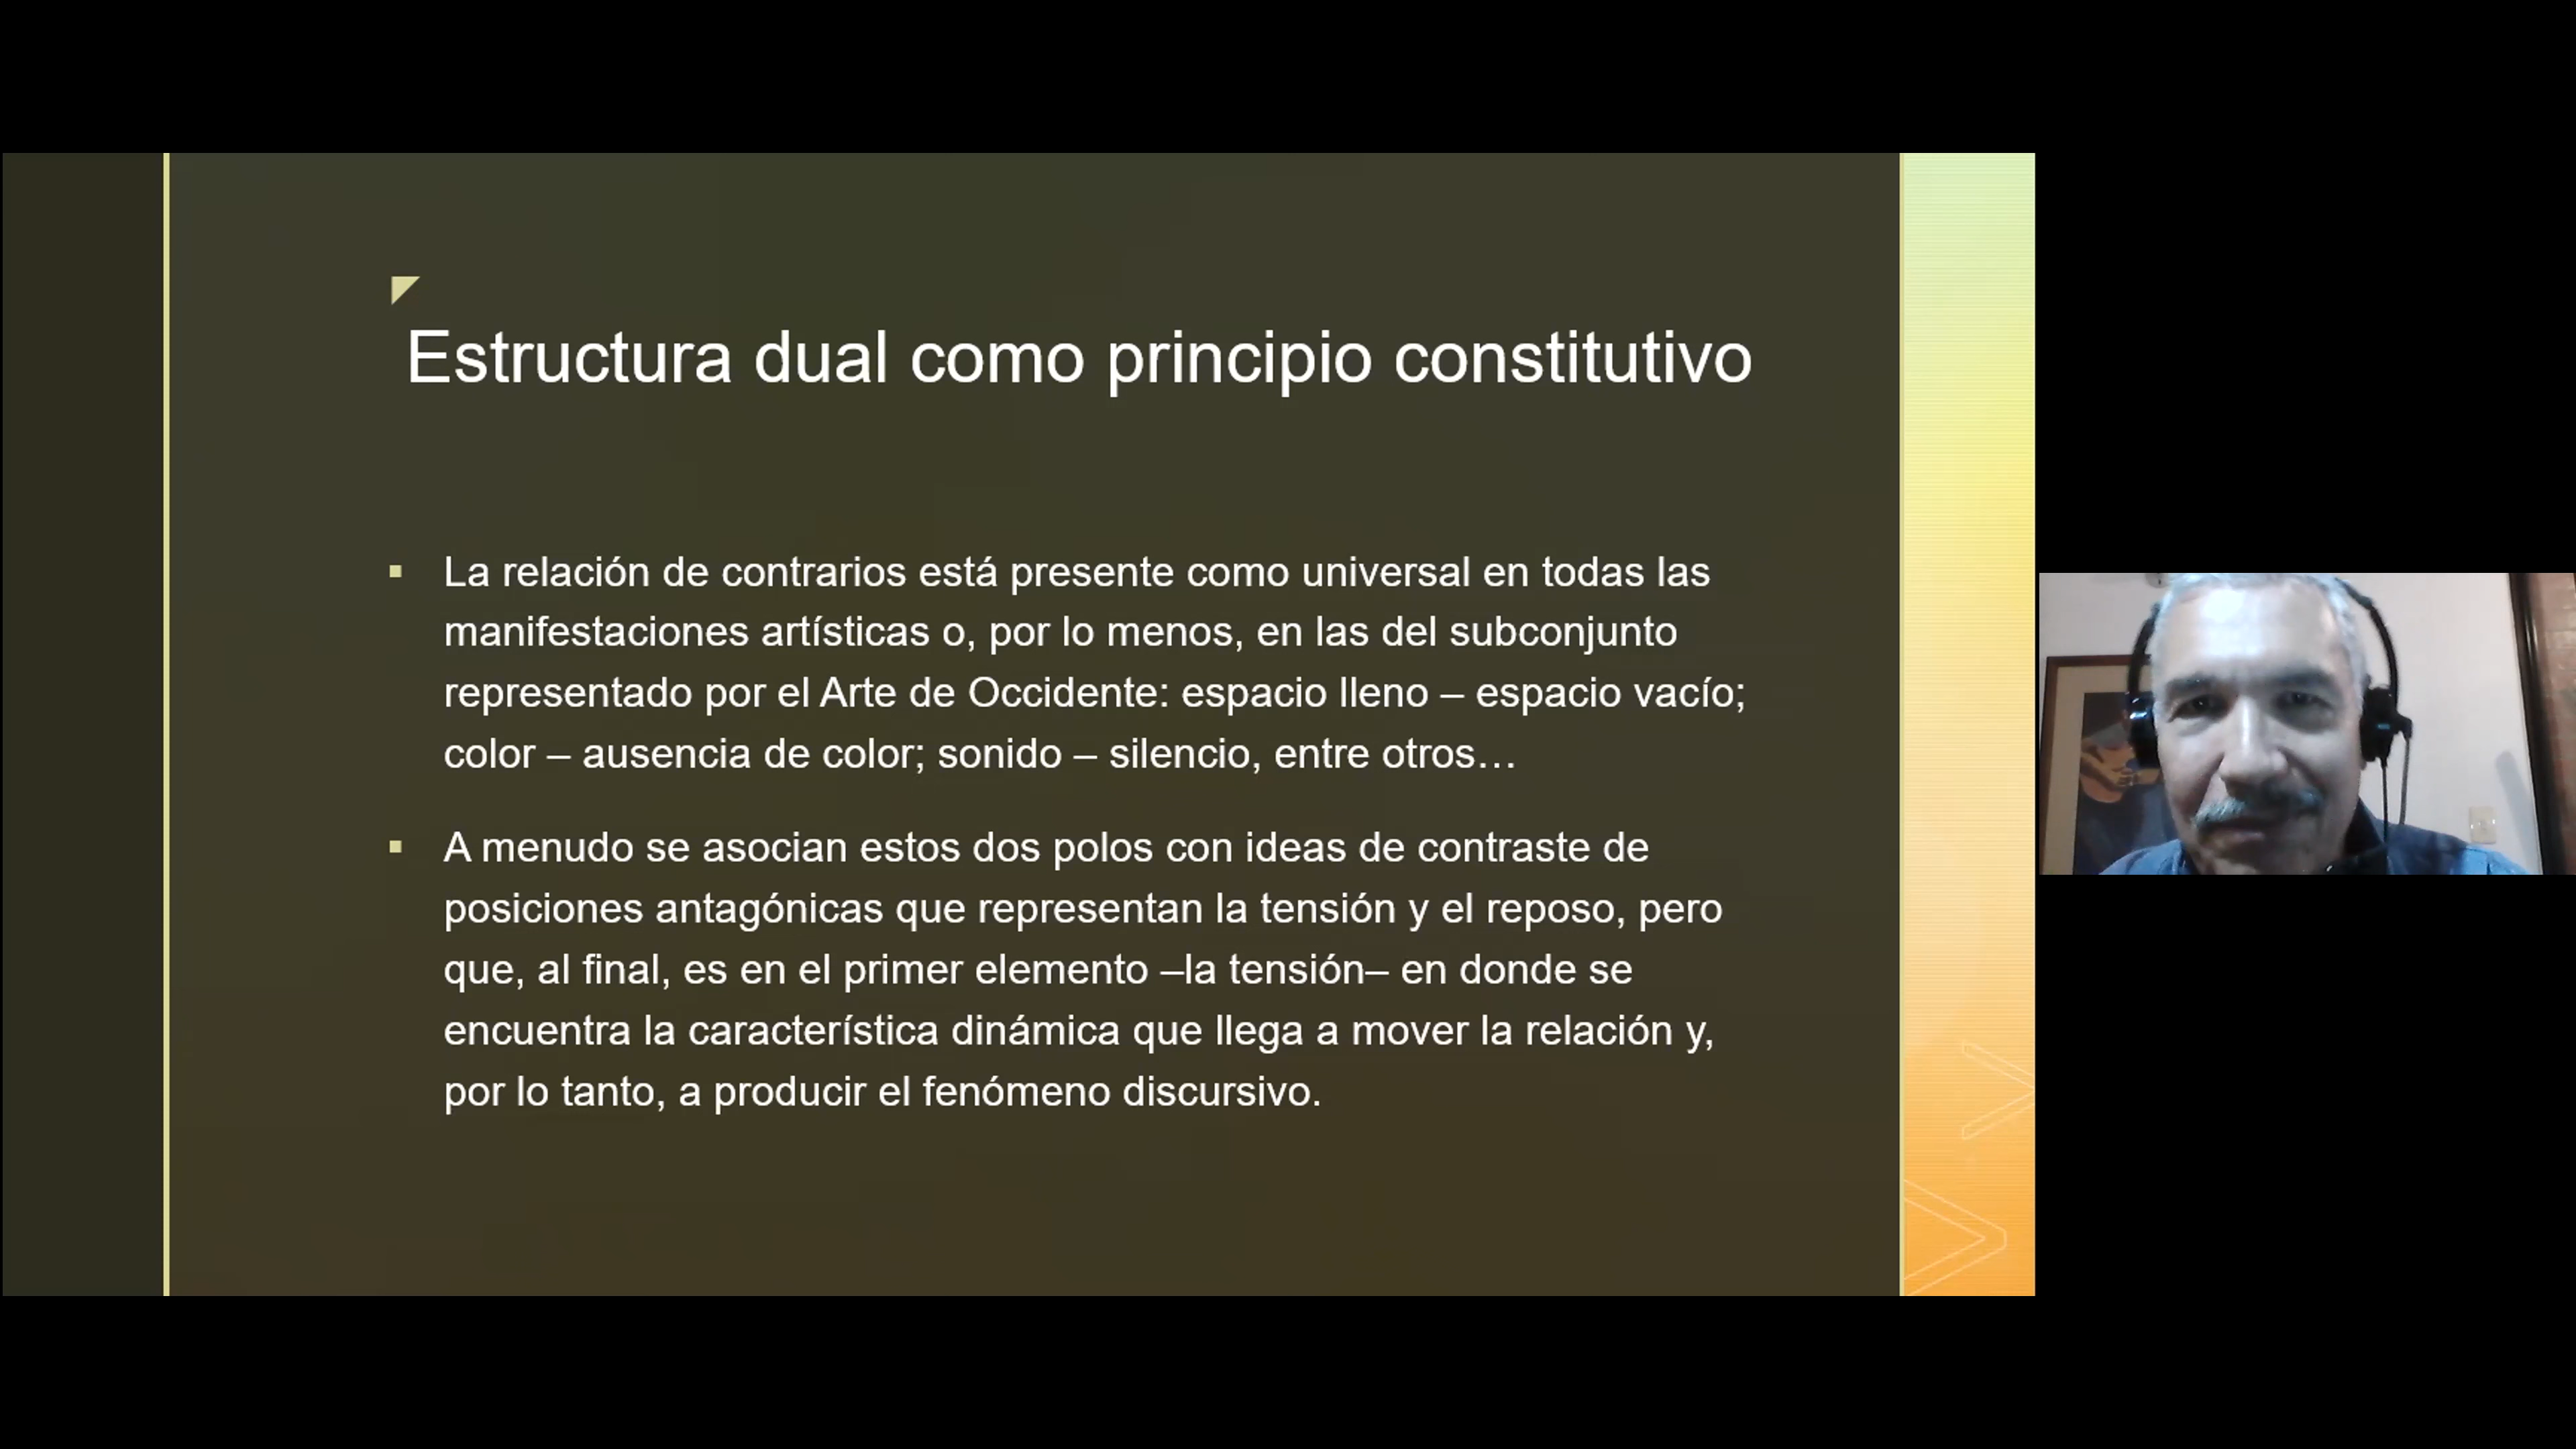 Estructura dual como principio constitutivo
▪ La relación de contrarios está presente como universal en todas las
manifestaciones artísticas o, por lo menos, en las del subconjunto
representado por el Arte de Occidente: espacio lleno – espacio vacío;
color – ausencia de color; sonido – silencio, entre otros…
▪ A menudo se asocian estos dos polos con ideas de contraste de
posiciones antagónicas que representan la tensión y el reposo, pero
que, al final, es en el primer elemento –la tensión– en donde se
encuentra la característica dinámica que llega a mover la relación y,
por lo tanto, a producir el fenómeno discursivo.